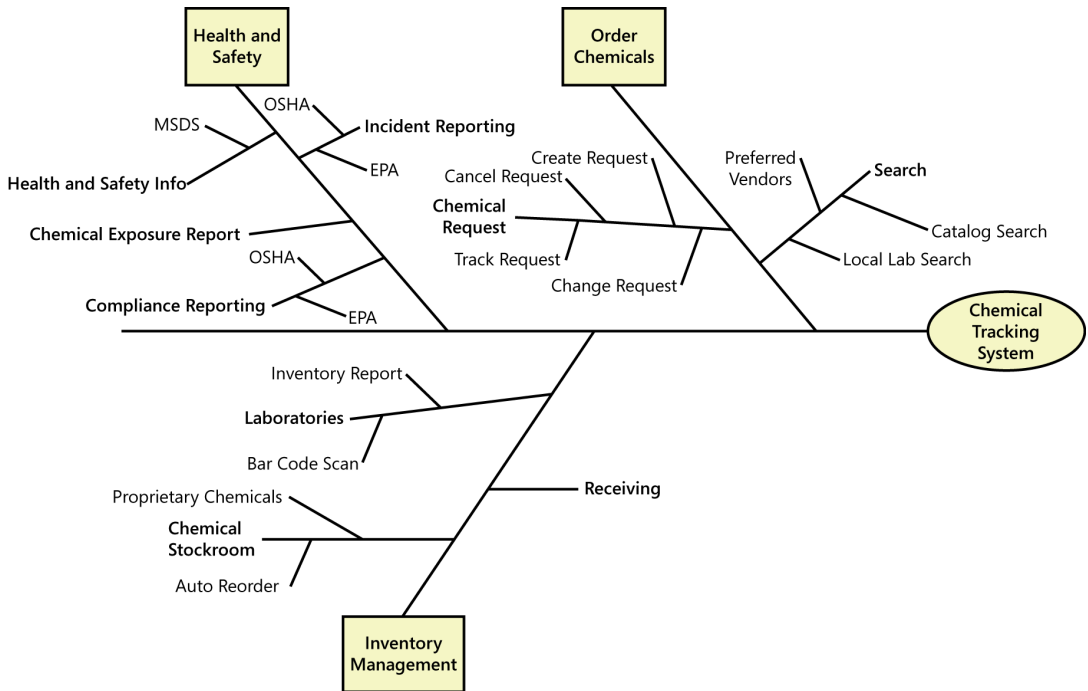 Health and
Safety
Order
Chemicals
OSHA
MSDS
Incident Reporting
EPA
Health and Safety Info
Chemical Exposure Report
OSHA
Compliance Reporting
EPA
Create Request
Cancel Request
Chemical
Request
Track Request
Change Request
Preferred
Vendors
Search
Catalog Search
Local Lab Search
Chemical
Tracking
System
Inventory Report
Laboratories
Bar Code Scan
Proprietary Chemicals
Chemical
Stockroom
Auto Reorder
Receiving
Inventory
Management